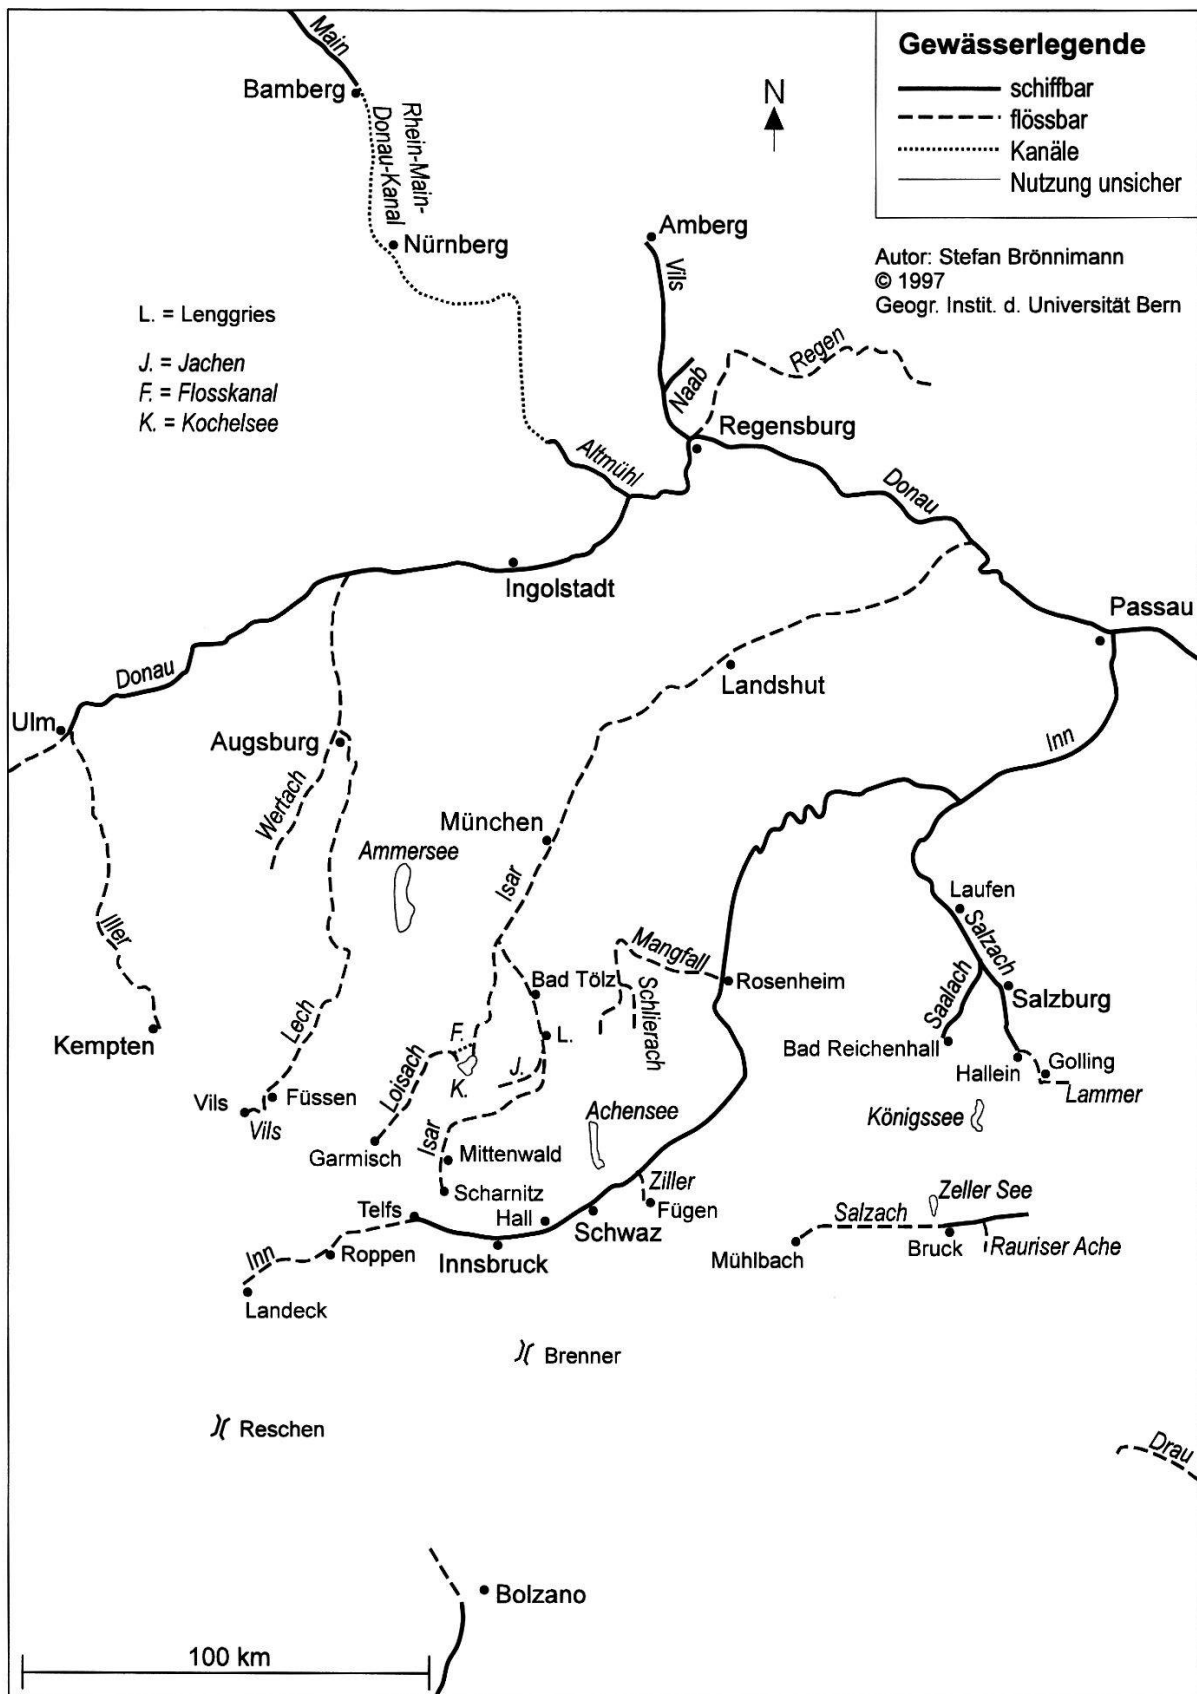 Main
Bamberg
Rhein-Main-
Donau-Kanal
Nürnberg
N
Gewässerlegende
schiffbar
flössbar
Kanäle
Nutzung unsicher
Autor: Stefan Brönnimann
© 1997
Geogr. Instit. d. Universität Bern
L. = Lenggries
J. = Jachen
F. = Flosskanal
K. = Kochelsee
Amberg
Vils
Naab
Regen
Regensburg
Altmühl
Donau
Ingolstadt
Passau
Donau
Landshut
Ulm
Augsburg
Inn
Wertach
München
Ammersee
Isar
Iller
Laufen
Salzach
Mangfall
Bad Tölz
Rosenheim
Saalach
Salzburg
Schlierach
Lech
Kempten
F.
L.
Bad Reichenhall
Hallein
Golling
Lammer
K.
J.
Loisach
Vils
Füssen
Vils
Achensee
Königssee
Garmisch
Isar
Mittenwald
Scharnitz
Ziller
Fügen
Zeller See
Telfs
Hall
Schwaz
Salzach
Mühlbach
Bruck
Rauriser Ache
Inn
Roppen
Innsbruck
Landeck
Brenner
Reschen
Drau
Bolzano
100 km